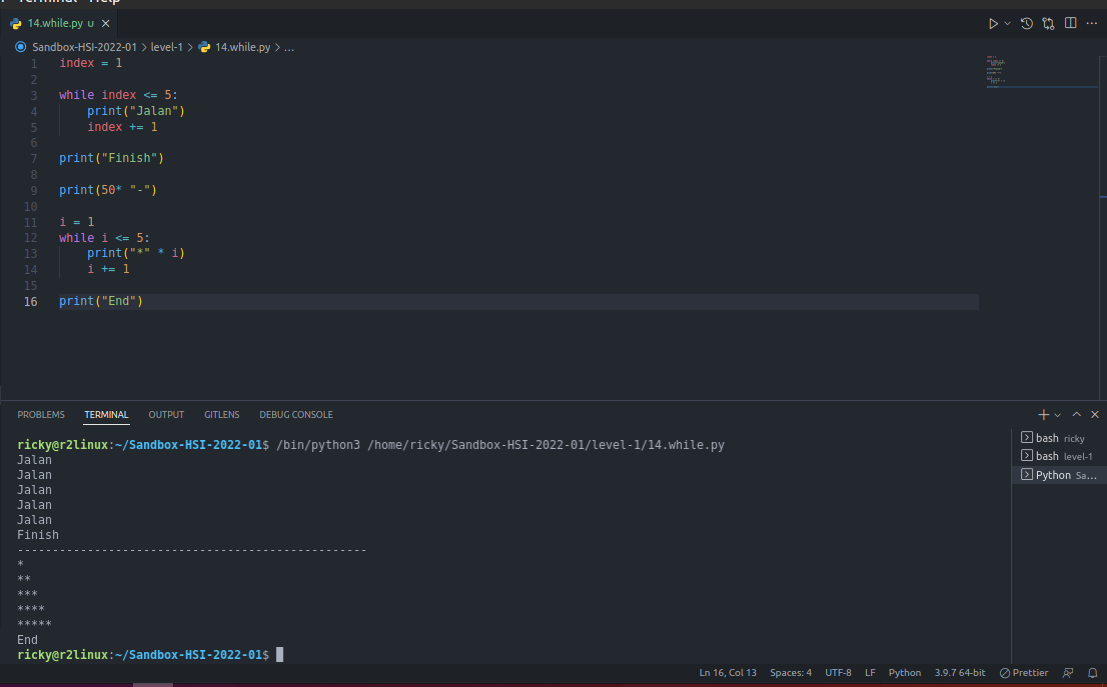 Terminal Help
14.while.py U
Sandbox-HSI-2022-01 > level-1 > 14.while.py > ...
1 index = 1
2
3 while index <= 5:
4     print("Jalan")
5     index += 1
6
7 print("Finish")
8
9 print(50* "-")
10
11 i = 1
12 while i <= 5:
13     print("*" * i)
14     i += 1
15
16 print("End")
PROBLEMS TERMINAL OUTPUT GITLENS DEBUG CONSOLE
ricky@r2linux:~/Sandbox-HSI-2022-01$ /bin/python3 /home/ricky/Sandbox-HSI-2022-01/level-1/14.while.py
Jalan
Jalan
Jalan
Jalan
Jalan
Finish
--------------------------------------------------
*
**
***
****
*****
End
ricky@r2linux:~/Sandbox-HSI-2022-01$
bash ricky
bash level-1
Python Sa...
Ln 16, Col 13 Spaces: 4 UTF-8 LF Python 3.9.7 64-bit Prettier